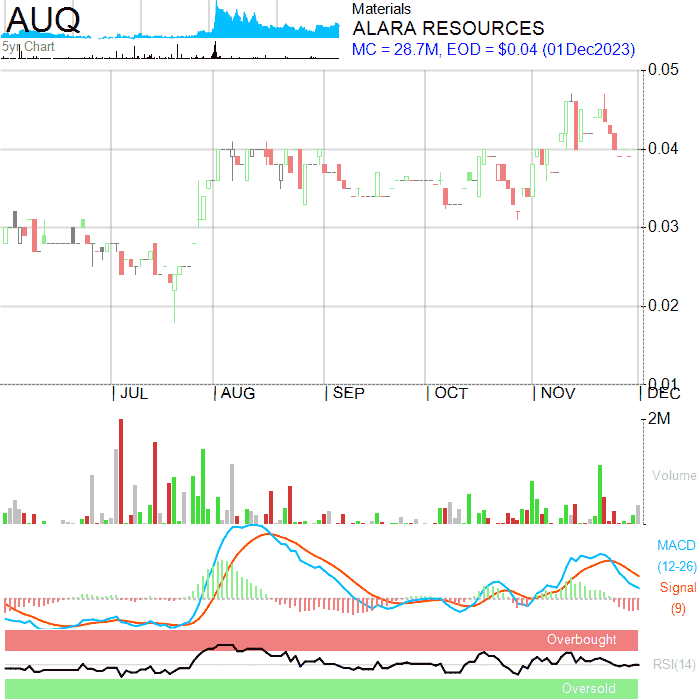 AUQ
5yr Chart
Materials
ALARA RESOURCES
MC = 28.7M, EOD = $0.04 (01Dec2023)
0.05
0.04
0.03
0.02
0.01
JUL
AUG
SEP
OCT
NOV
DEC
2M
Volume
MACD
(12-26)
Signal
(9)
Overbought
RSI(14)
Oversold